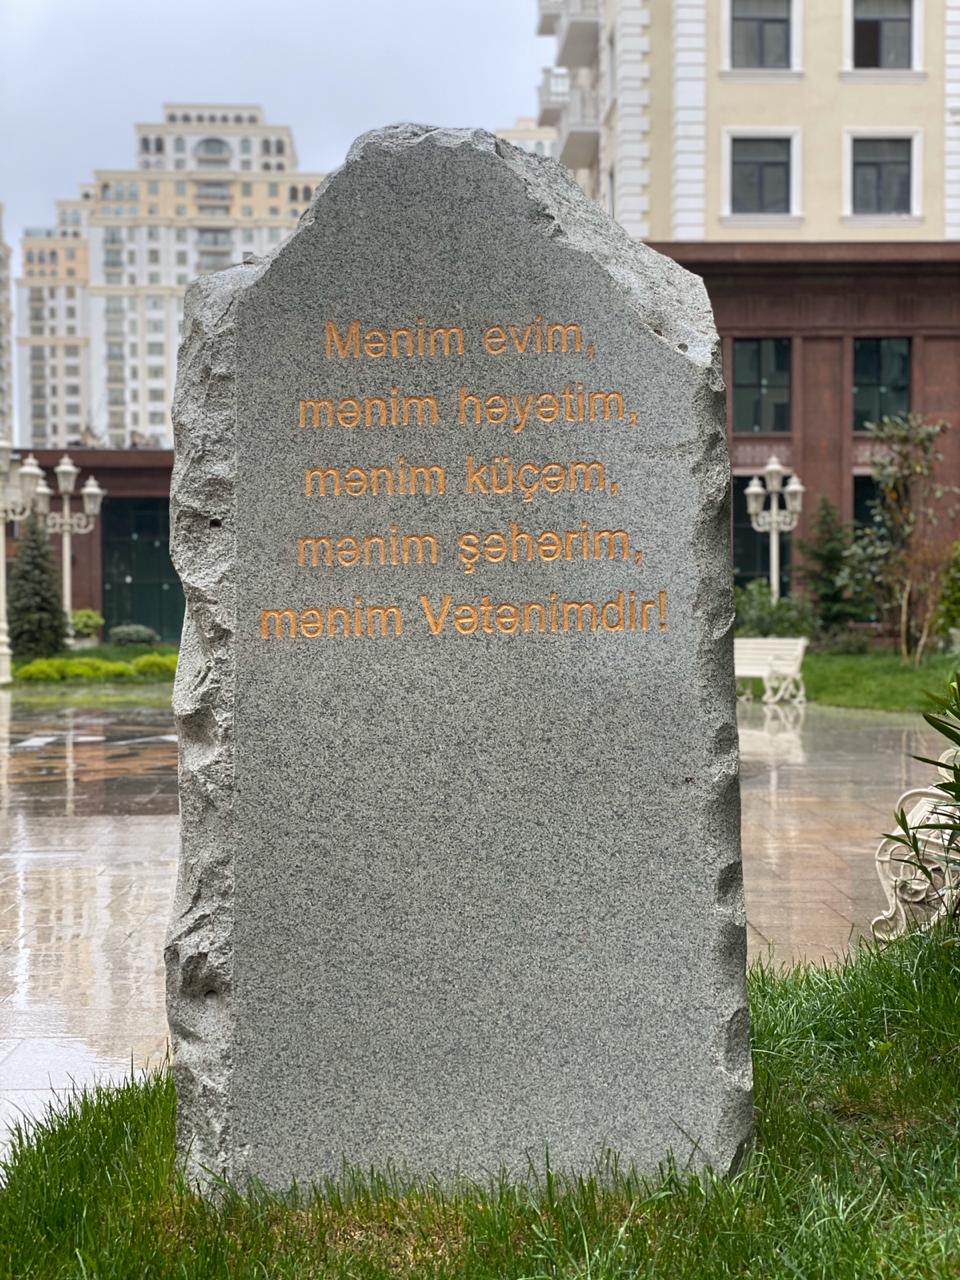 Mənim evim,
mənim həyətim,
mənim küçəm,
mənim şəhərim,
mənim Vətənimdir!